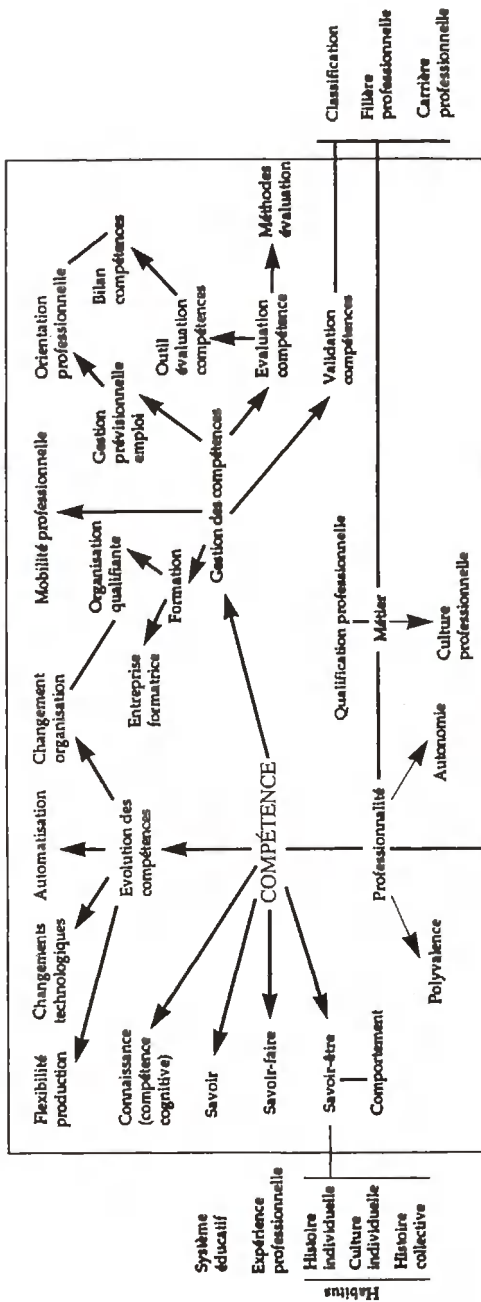 Flexibilité
production
Changements
technologiques
Automatisation
Changement
organisation
Mobilité professionnelle
Orientation
professionnelle
Evolution des
compétences
Organisation
qualifiante
Gestion
prévisionnelle
emploi
Bilan
compétences
Connaissance
(compétence
cognitive)
Entreprise
formatrice
Formation
Outil
évaluation
compétences
Système
éducatif
Savoir
Gestion des compétences
Evaluation
compétence
Méthodes
évaluation
Expérience
professionnelle
Savoir-faire
COMPÉTENCE
Habitus
Histoire
individuelle
Culture
individuelle
Histoire
collective
Savoir-être
Comportement
Validation
compétences
Classification
Filière
professionnelle
Carrière
professionnelle
Qualification professionnelle
Professionnalité
Métier
Polyvalence
Autonomie
Culture
professionnelle